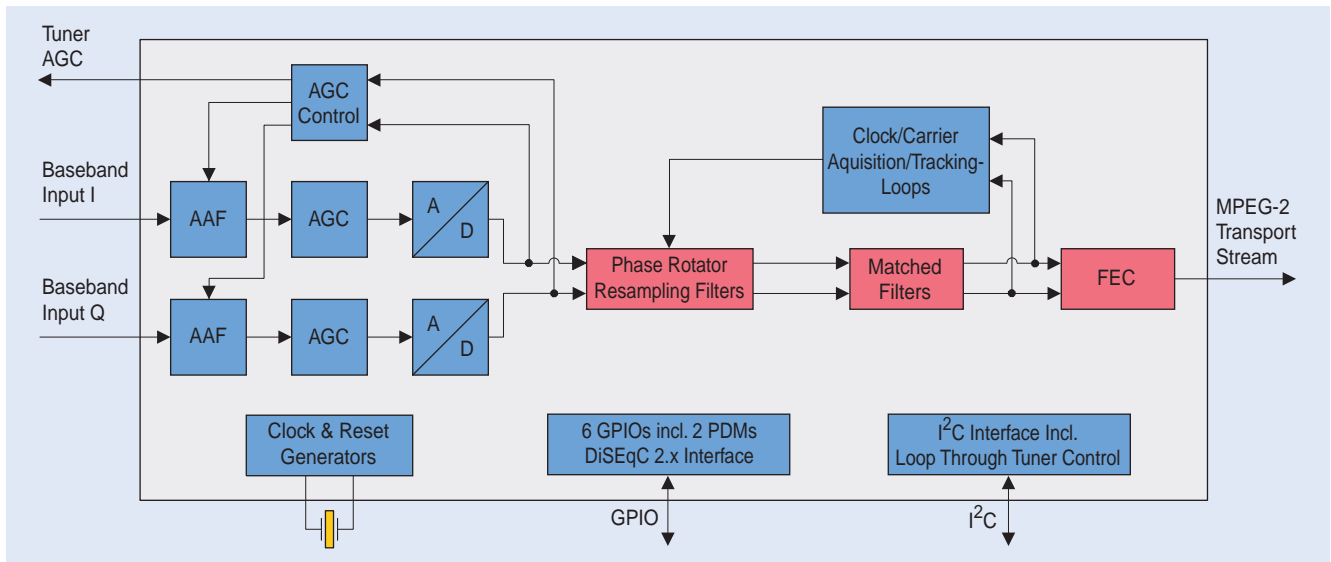 Tuner
AGC
AGC
Control
Clock/Carrier
Aquisition/Tracking-
Loops
Baseband
Input I
AAF
AGC
A
D
MPEG-2
Transport
Stream
Phase Rotator
Resampling Filters
Matched
Filters
FEC
Baseband
Input Q
AAF
AGC
A
D
Clock & Reset
Generators
6 GPIOs incl. 2 PDMs
DiSEqC 2.x Interface
I²C Interface Incl.
Loop Through Tuner Control
GPIO
I²C